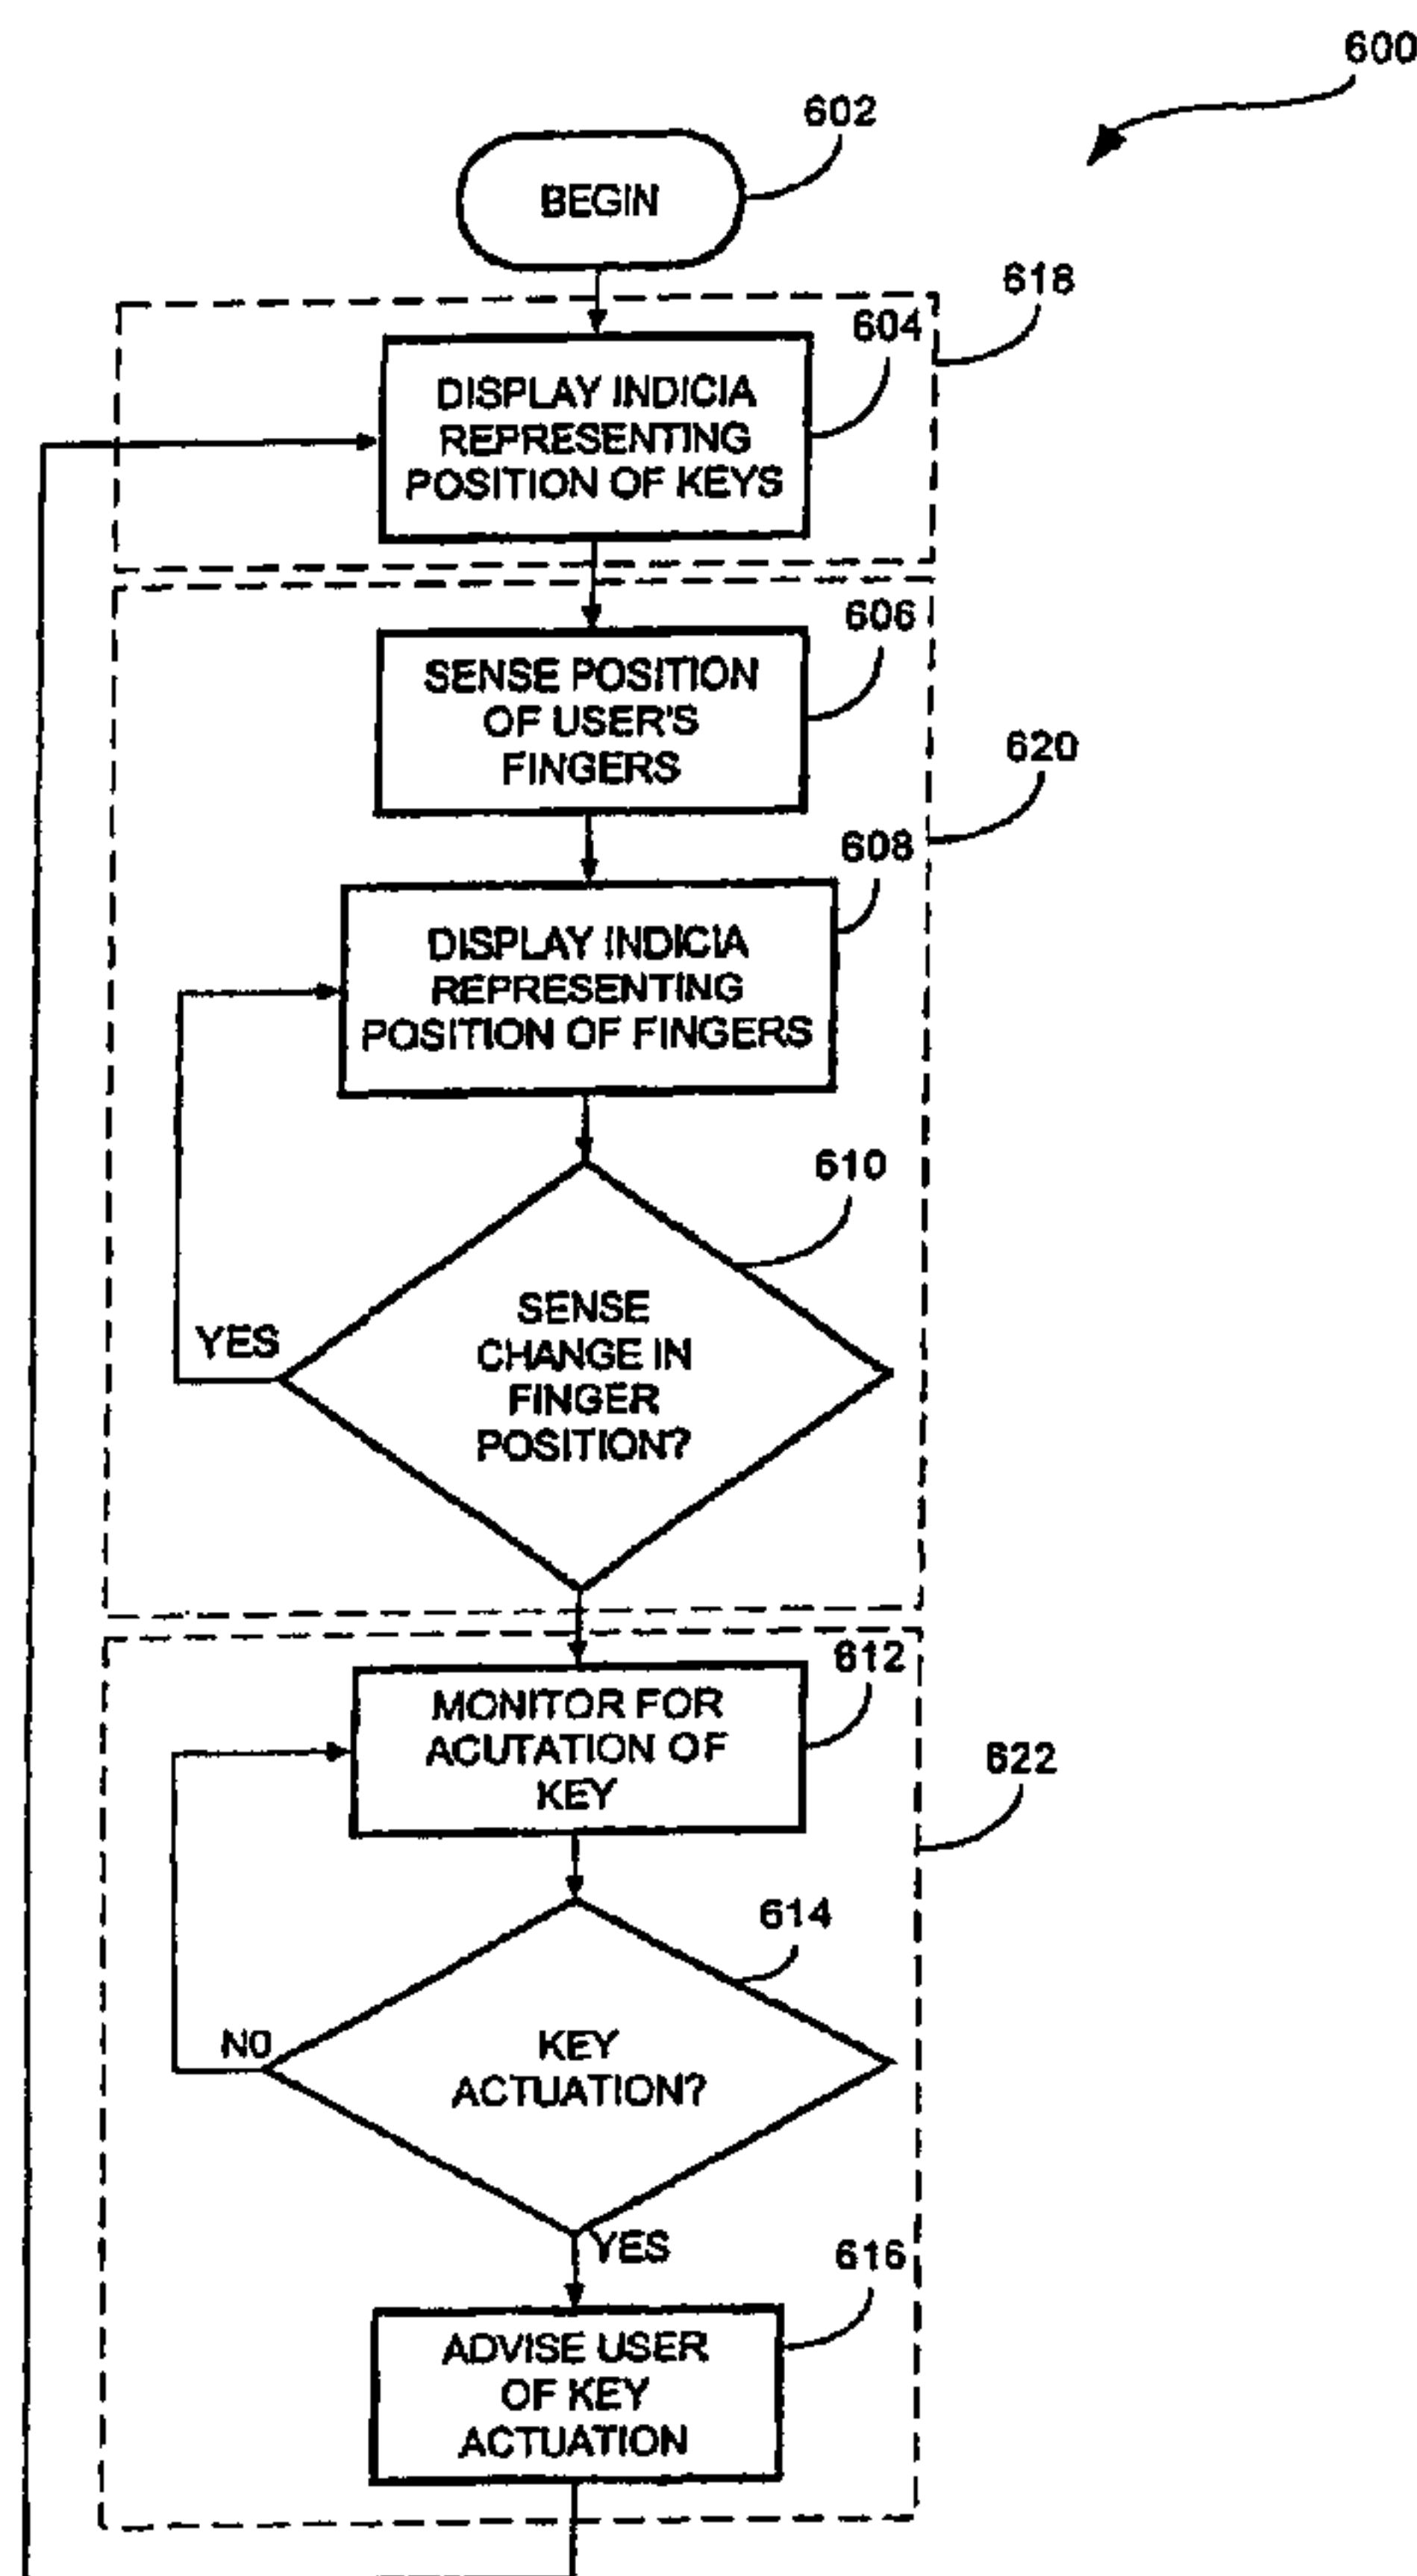 600
602
BEGIN
618
604
DISPLAY INDICIA
REPRESENTING
POSITION OF KEYS
606
SENSE POSITION
OF USER'S
FINGERS
620
608
DISPLAY INDICIA
REPRESENTING
POSITION OF FINGERS
610
SENSE
CHANGE IN
FINGER
POSITION?
YES
612
MONITOR FOR
ACUTATION OF
KEY
622
614
KEY
ACTUATION?
NO
YES
616
ADVISE USER
OF KEY
ACTUATION